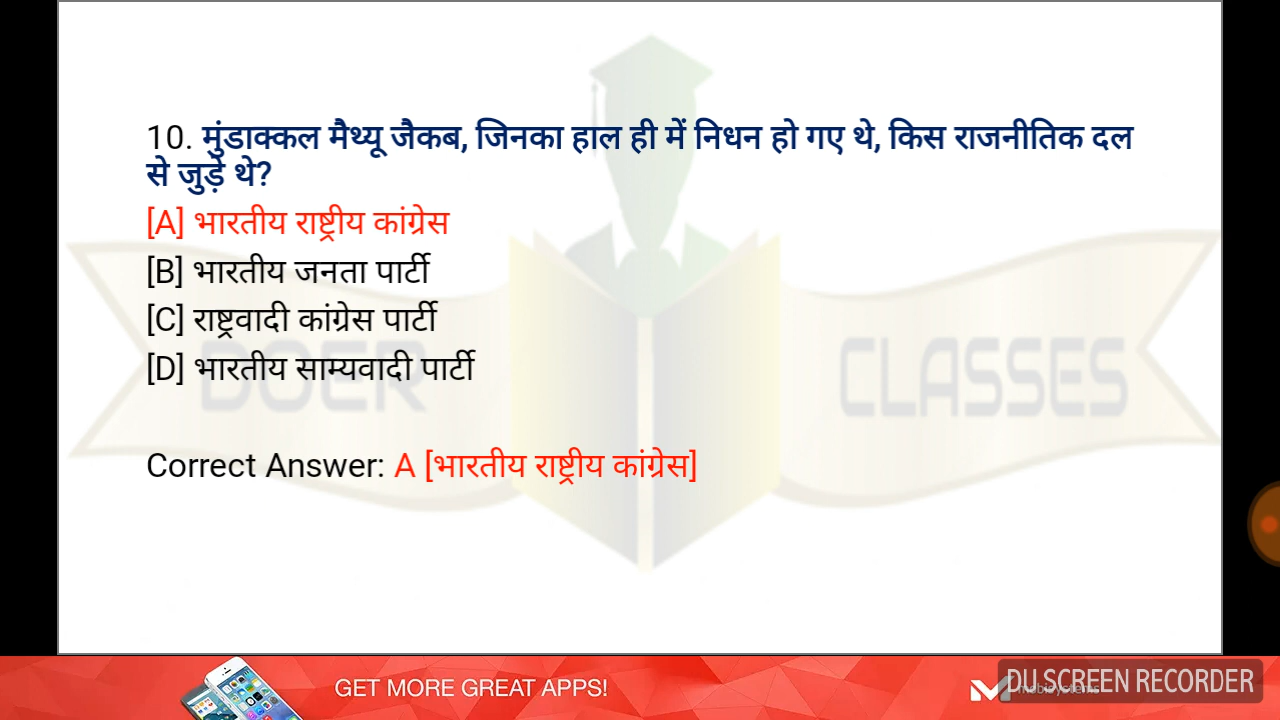 10. मुंडाक्कल मैथ्यू जैकब, जिनका हाल ही में निधन हो गए थे, किस राजनीतिक दल
से जुड़े थे?
[A] भारतीय राष्ट्रीय कांग्रेस
[B] भारतीय जनता पार्टी
[C] राष्ट्रवादी कांग्रेस पार्टी
[D] भारतीय साम्यवादी पार्टी
DOER CLASSES
Correct Answer: A [भारतीय राष्ट्रीय कांग्रेस]
GET MORE GREAT APPS!
DU SCREEN RECORDER